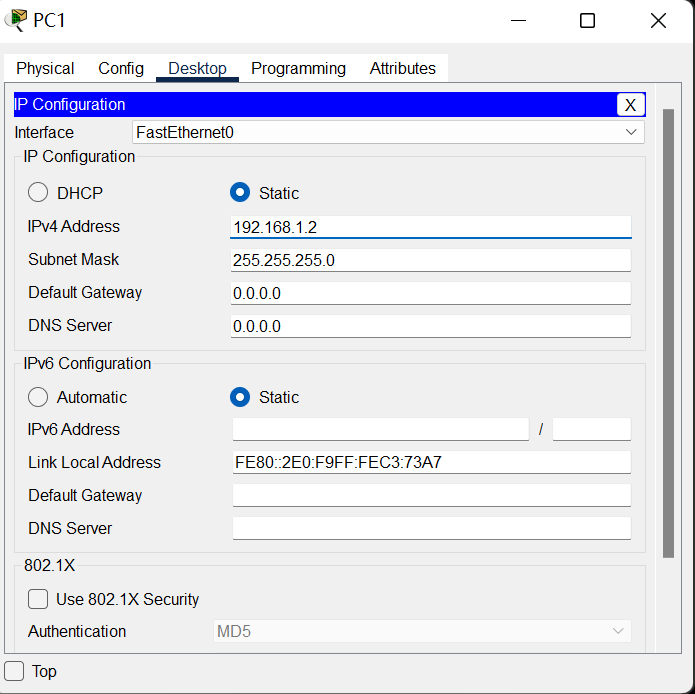 PC1
Physical Config Desktop Programming Attributes
IP Configuration X
Interface FastEthernet0
IP Configuration
DHCP Static
IPv4 Address 192.168.1.2
Subnet Mask 255.255.255.0
Default Gateway 0.0.0.0
DNS Server 0.0.0.0
IPv6 Configuration
Automatic Static
IPv6 Address /
Link Local Address FE80::2E0:F9FF:FEC3:73A7
Default Gateway
DNS Server
802.1X
Use 802.1X Security
Authentication MD5
Top